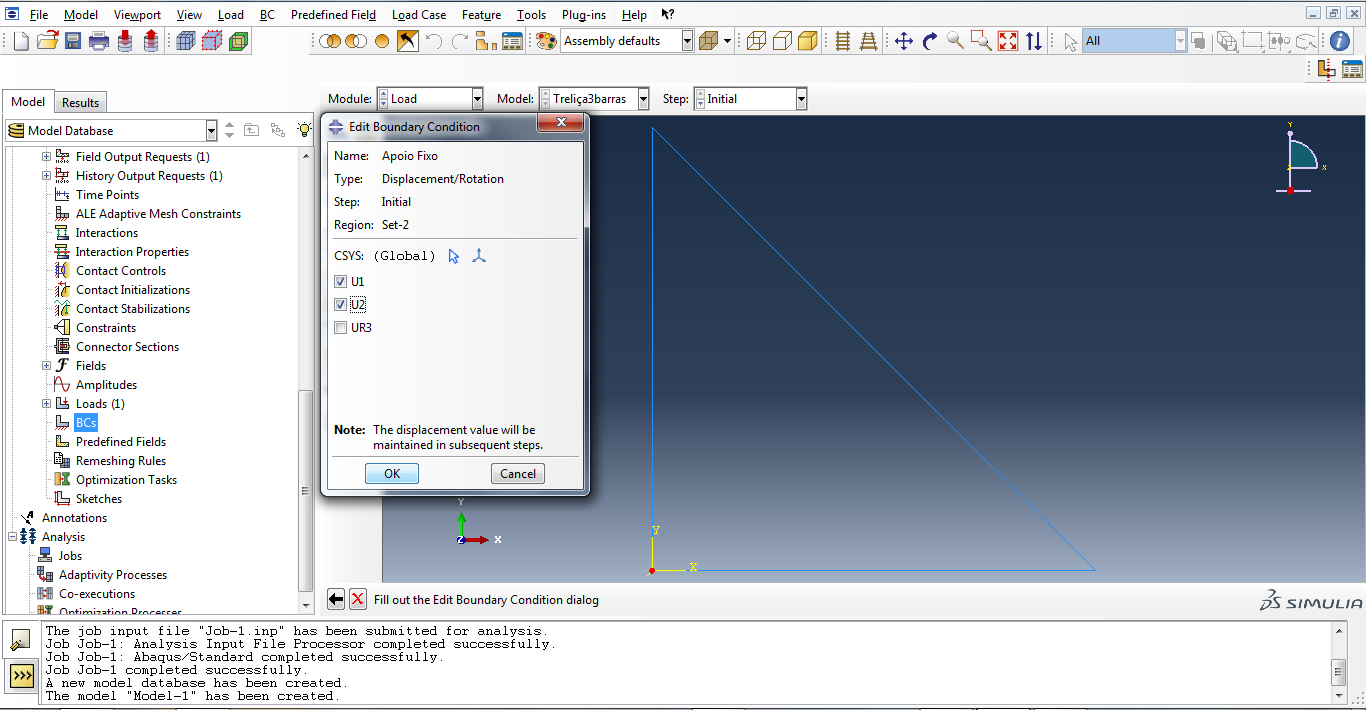 File Model Viewport View Load BC Predefined Field Load Case Feature Tools Plug-ins Help ?
Assembly defaults All
Model Results
Module: Load Model: Treliça3barras Step: Initial
Model Database
Field Output Requests (1)
History Output Requests (1)
Time Points
ALE Adaptive Mesh Constraints
Interactions
Interaction Properties
Contact Controls
Contact Initializations
Contact Stabilizations
Constraints
Connector Sections
Fields
Amplitudes
Loads (1)
BCs
Predefined Fields
Remeshing Rules
Optimization Tasks
Sketches
Annotations
Analysis
Jobs
Adaptivity Processes
Co-executions
Optimization Processes
Edit Boundary Condition
Name: Apoio Fixo
Type: Displacement/Rotation
Step: Initial
Region: Set-2
CSYS: (Global)
U1
U2
UR3
Note: The displacement value will be
maintained in subsequent steps.
OK Cancel
Y
X
Y
Z X
Y
X
Fill out the Edit Boundary Condition dialog
SIMULIA
The job input file "Job-1.inp" has been submitted for analysis.
Job Job-1: Analysis Input File Processor completed successfully.
Job Job-1: Abaqus/Standard completed successfully.
Job Job-1 completed successfully.
A new model database has been created.
The model "Model-1" has been created.
>>>